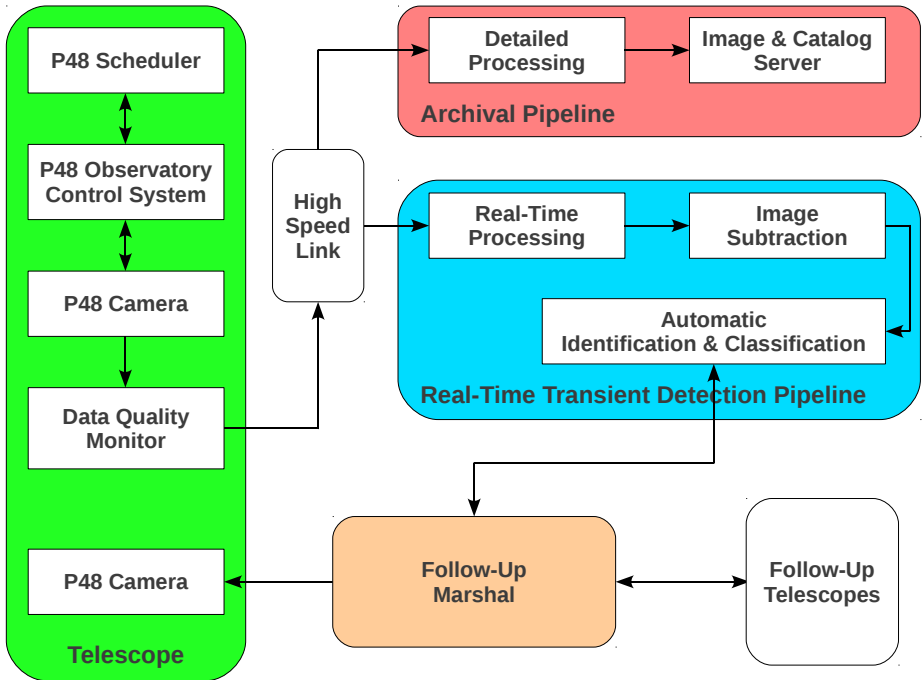 P48 Scheduler
P48 Observatory
Control System
P48 Camera
Data Quality
Monitor
P48 Camera
Telescope
High
Speed
Link
Detailed
Processing
Image & Catalog
Server
Archival Pipeline
Real-Time
Processing
Image
Subtraction
Automatic
Identification & Classification
Real-Time Transient Detection Pipeline
Follow-Up
Marshal
Follow-Up
Telescopes